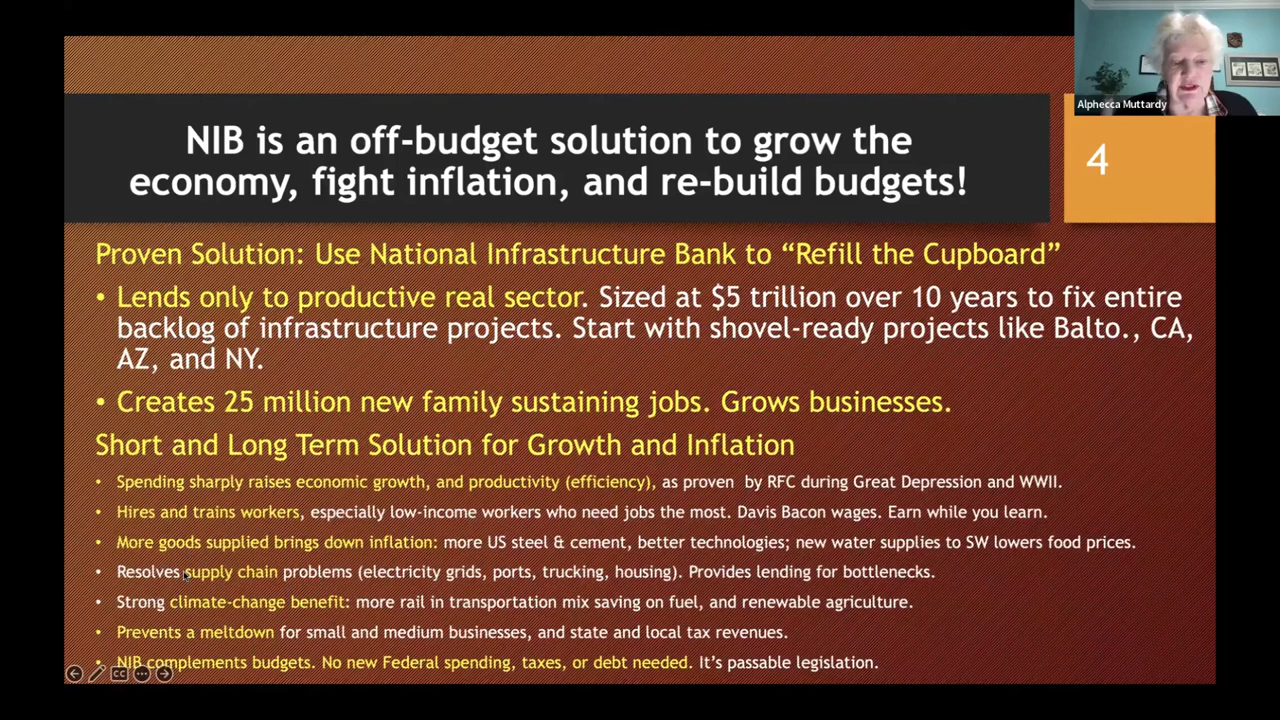 Alphecca Muttardy
NIB is an off-budget solution to grow the
economy, fight inflation, and re-build budgets!
4
Proven Solution: Use National Infrastructure Bank to “Refill the Cupboard”
• Lends only to productive real sector. Sized at $5 trillion over 10 years to fix entire
backlog of infrastructure projects. Start with shovel-ready projects like Balto., CA,
AZ, and NY.
• Creates 25 million new family sustaining jobs. Grows businesses.
Short and Long Term Solution for Growth and Inflation
• Spending sharply raises economic growth, and productivity (efficiency), as proven by RFC during Great Depression and WWII.
• Hires and trains workers, especially low-income workers who need jobs the most. Davis Bacon wages. Earn while you learn.
• More goods supplied brings down inflation: more US steel & cement, better technologies; new water supplies to SW lowers food prices.
• Resolves supply chain problems (electricity grids, ports, trucking, housing). Provides lending for bottlenecks.
• Strong climate-change benefit: more rail in transportation mix saving on fuel, and renewable agriculture.
• Prevents a meltdown for small and medium businesses, and state and local tax revenues.
• NIB complements budgets. No new Federal spending, taxes, or debt needed. It’s passable legislation.
CC